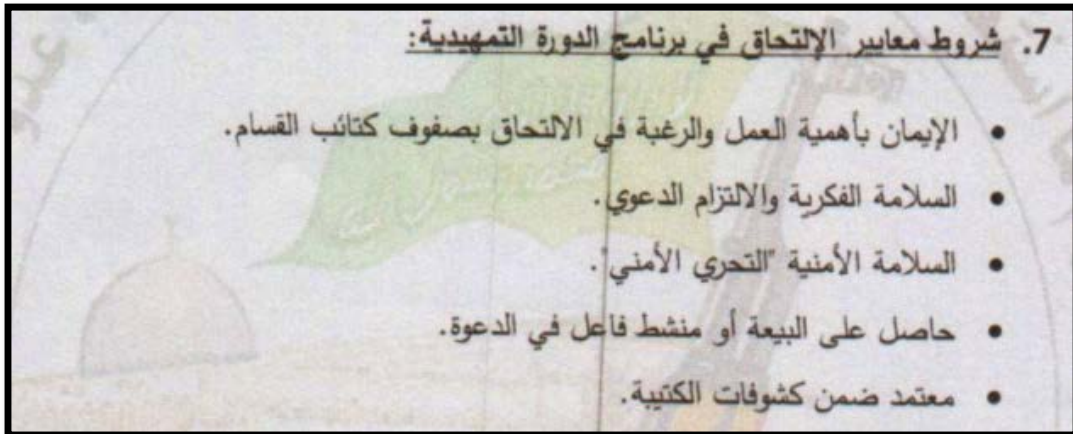 7. شروط معايير الإلتحاق في برنامج الدورة التمهيدية:
• الإيمان بأهمية العمل والرغبة في الالتحاق بصفوف كتائب القسام.
• السلامة الفكرية والالتزام الدعوي.
• السلامة الأمنية "التحري الأمني".
• حاصل على البيعة أو منشط فاعل في الدعوة.
• معتمد ضمن كشوفات الكتيبة.